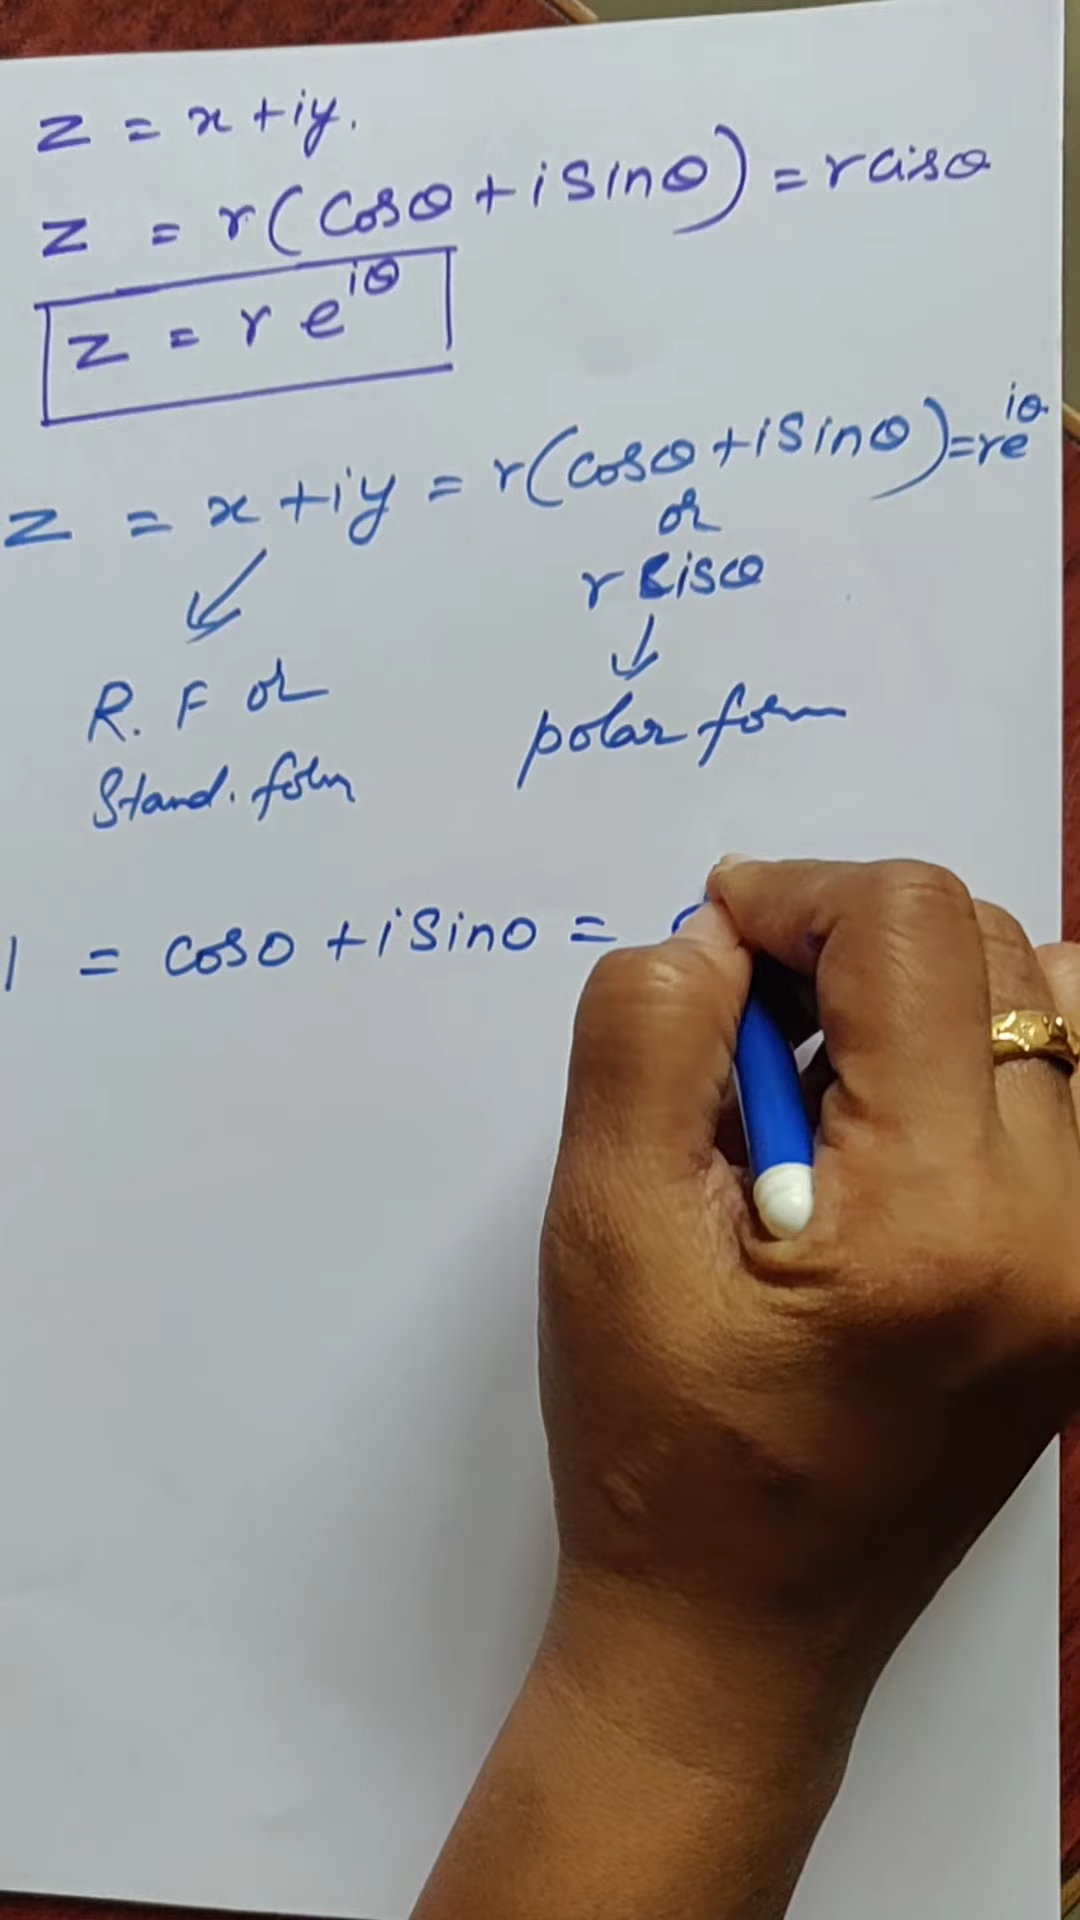 z = x + iy.
z = r(cosθ + i sinθ) = r cisθ
z = r e^{iθ}
z = x + iy = r(cosθ + i sinθ) = re^{iθ}.
or
r cisθ
R.F or
Stand. form
polar form
1 = cos0 + i sin0 =